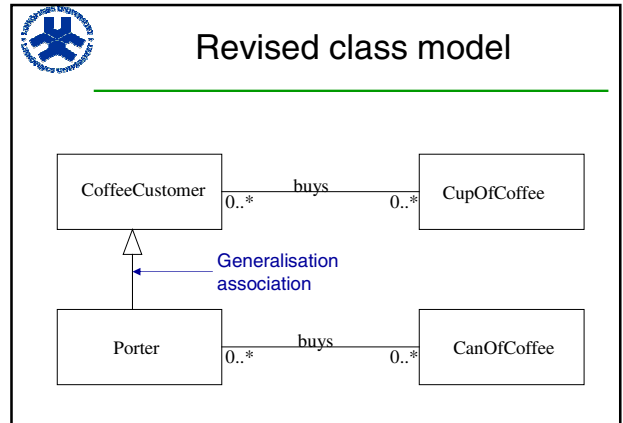 Revised class model
CoffeeCustomer
buys
0..*
0..*
CupOfCoffee
Generalisation
association
Porter
buys
0..*
0..*
CanOfCoffee